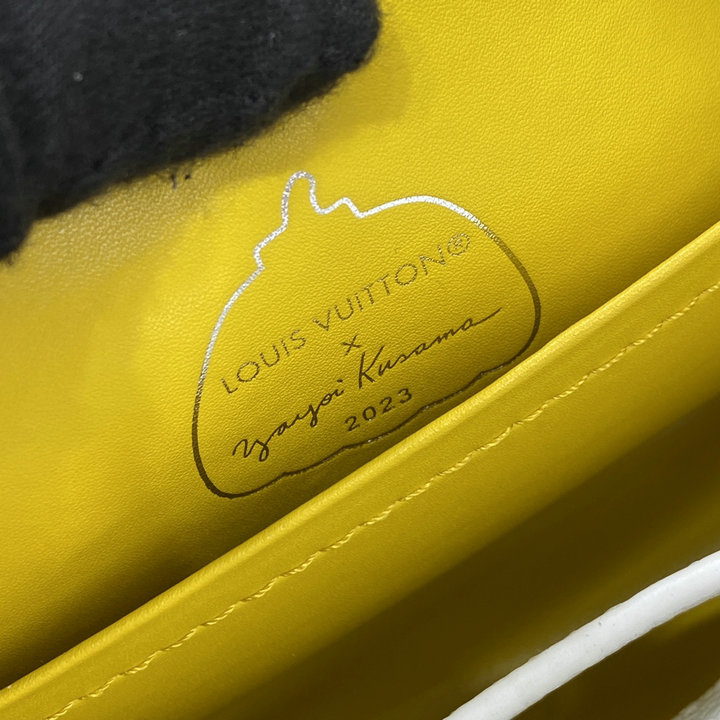 LOUIS VUITTON®
×
Yayoi Kusama
2023